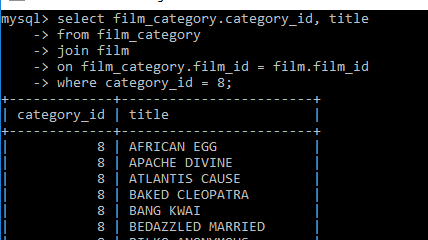 mysql> select film_category.category_id, title
-> from film_category
-> join film
-> on film_category.film_id = film.film_id
-> where category_id = 8;
+-------------+------------------------+
| category_id | title                  |
+-------------+------------------------+
|           8 | AFRICAN EGG            |
|           8 | APACHE DIVINE          |
|           8 | ATLANTIS CAUSE         |
|           8 | BAKED CLEOPATRA        |
|           8 | BANG KWAI              |
|           8 | BEDAZZLED MARRIED      |